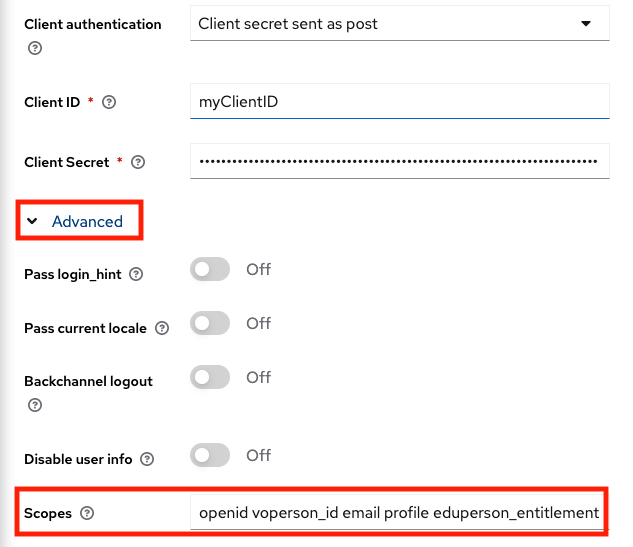 Client authentication
Client secret sent as post
Client ID *
myClientID
Client Secret *
Advanced
Pass login_hint
Off
Pass current locale
Off
Backchannel logout
Off
Disable user info
Off
Scopes
openid voperson_id email profile eduperson_entitlement